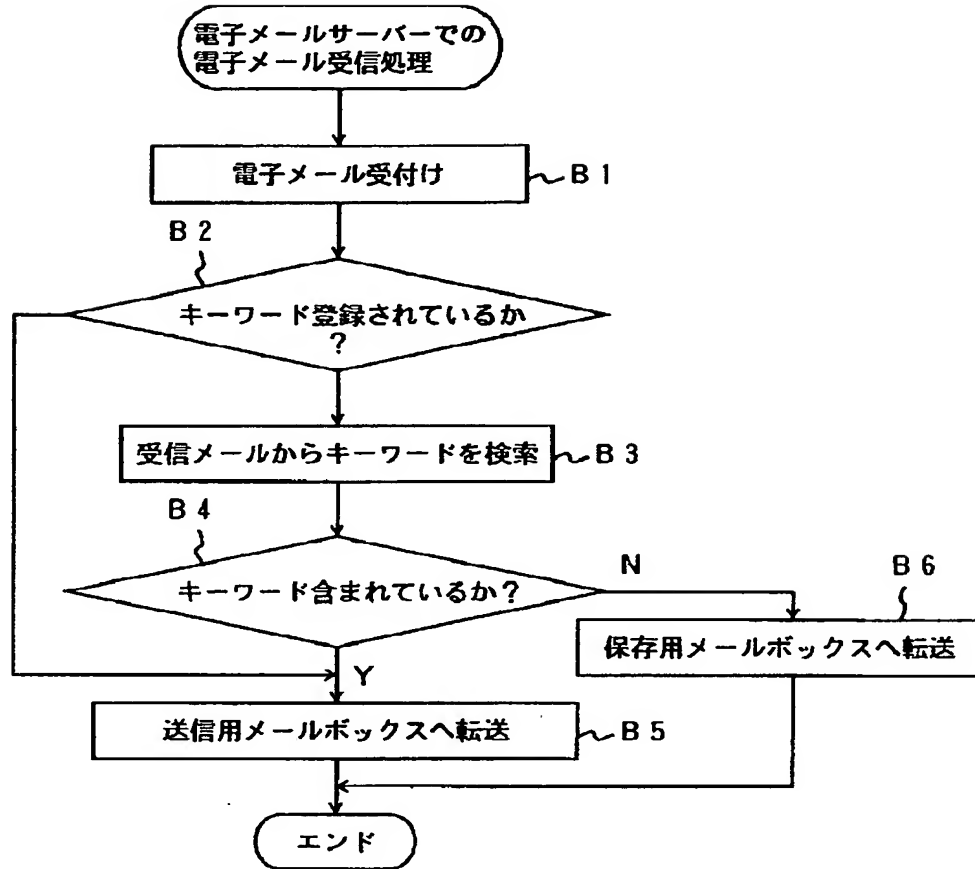 電子メールサーバーでの
電子メール受信処理
電子メール受付け
B1
B2
キーワード登録されているか
?
受信メールからキーワードを検索
B3
B4
キーワード含まれているか?
N
B6
保存用メールボックスへ転送
Y
送信用メールボックスへ転送
B5
エンド